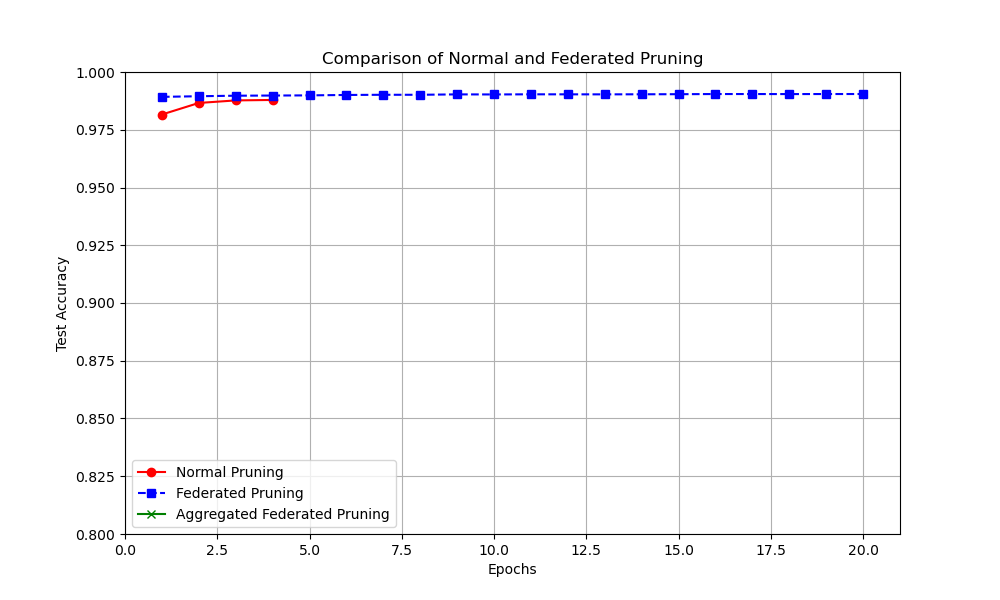 Comparison of Normal and Federated Pruning
1.000
0.975
0.950
0.925
0.900
0.875
0.850
0.825
0.800
Test Accuracy
Normal Pruning
Federated Pruning
Aggregated Federated Pruning
0.0 2.5 5.0 7.5 10.0 12.5 15.0 17.5 20.0
Epochs